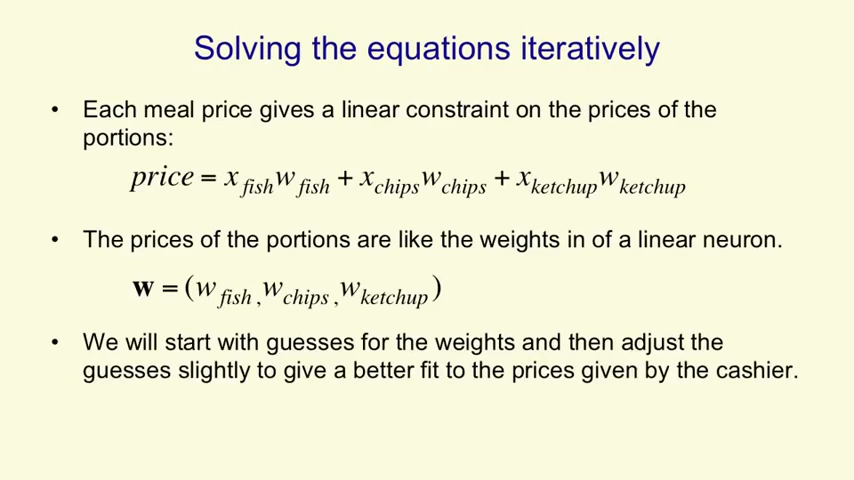 Solving the equations iteratively
• Each meal price gives a linear constraint on the prices of the
portions:
price = x_fish w_fish + x_chips w_chips + x_ketchup w_ketchup
• The prices of the portions are like the weights in of a linear neuron.
w = (w_fish, w_chips, w_ketchup)
• We will start with guesses for the weights and then adjust the
guesses slightly to give a better fit to the prices given by the cashier.